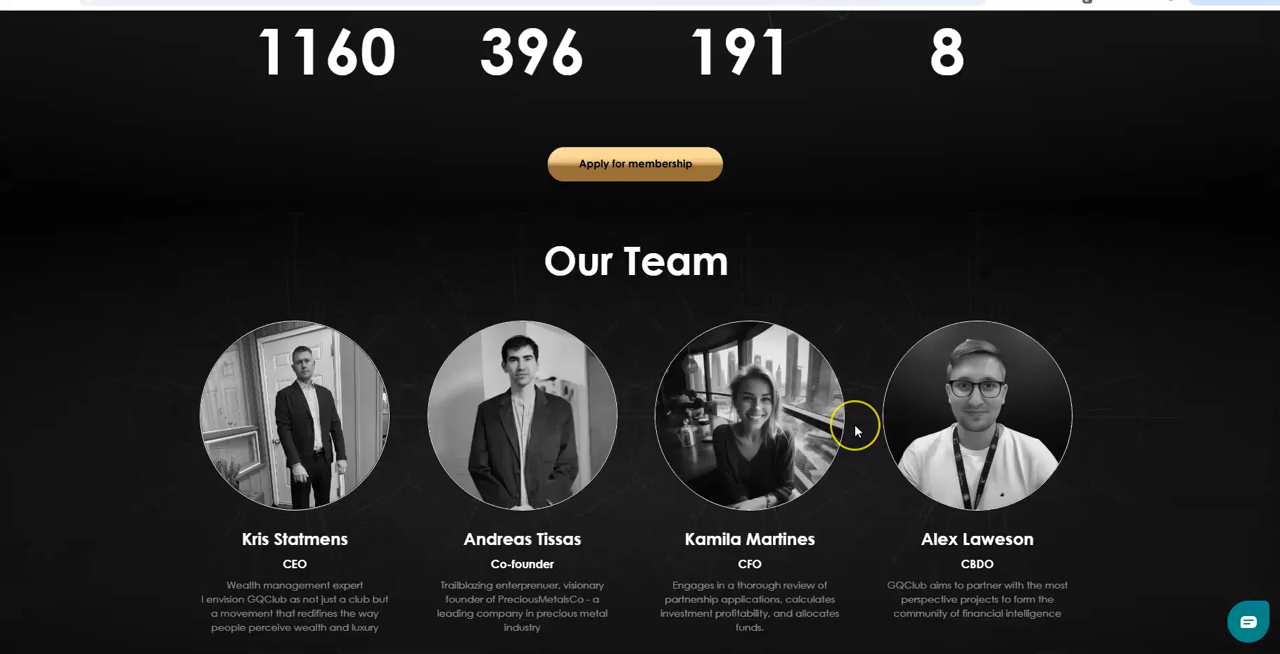 1160 396 191 8
Apply for membership
Our Team
Kris Statmens
CEO
Wealth management expert
I envision GQClub as not just a club but
a movement that redifines the way
people perceive wealth and luxury
Andreas Tissas
Co-founder
Trailblazing enterprenuer, visionary
founder of PreciousMetalsCo - a
leading company in precious metal
industry
Kamila Martines
CFO
Engages in a thorough review of
partnership applications, calculates
investment profitability, and allocates
funds.
Alex Laweson
CBDO
GQClub aims to partner with the most
perspective projects to form the
community of financial intelligence